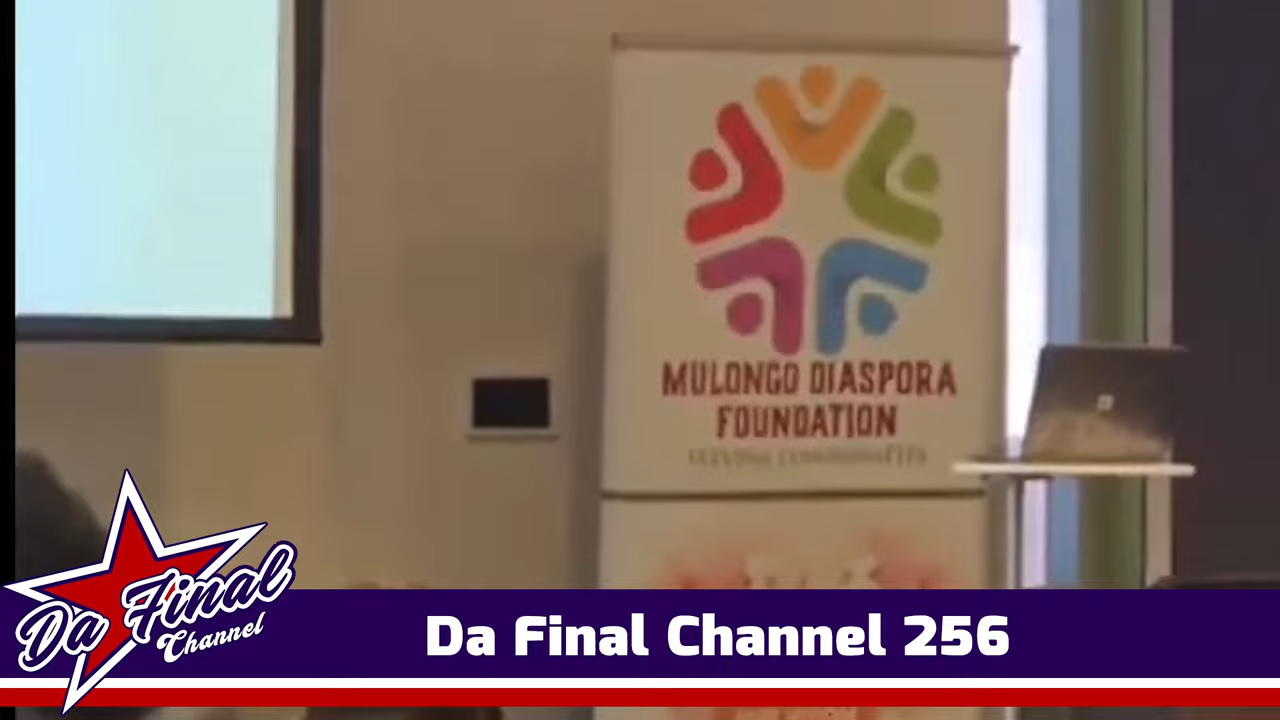 MULONGO DIASPORA
FOUNDATION
Da Final
Channel
Da Final Channel 256